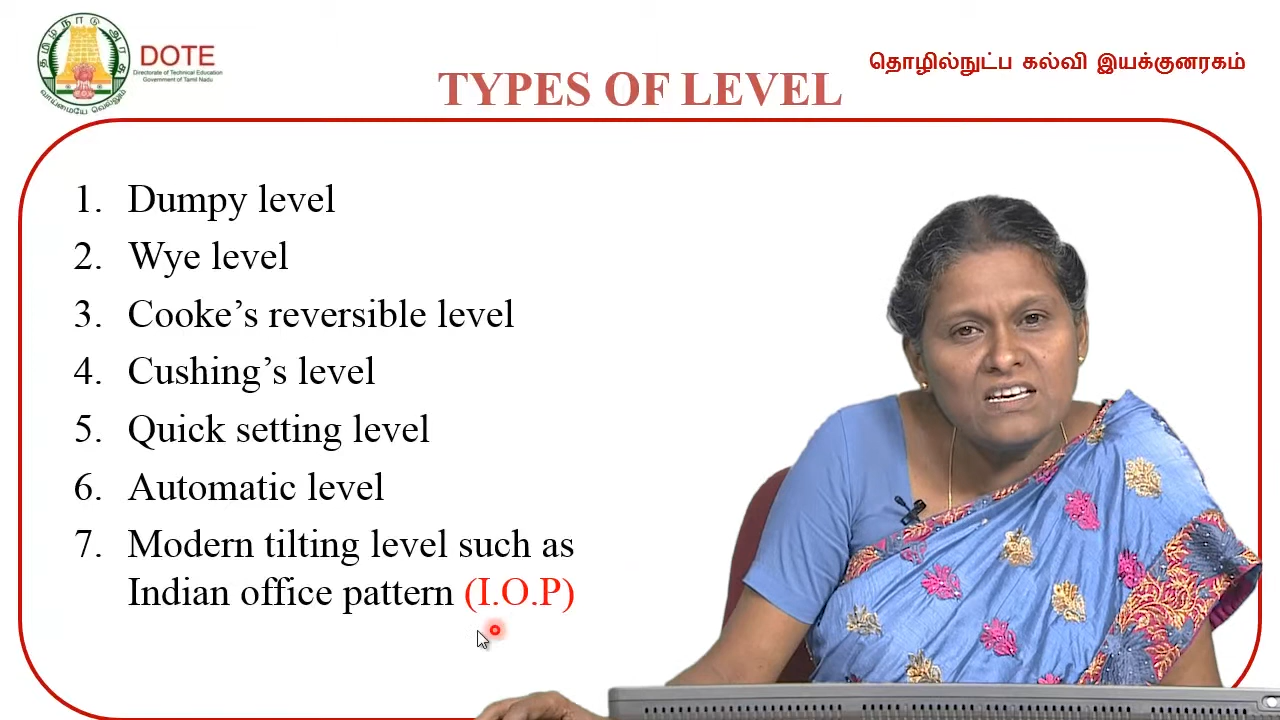 தமிழ்நாடு அரசு
வாய்மையே வெல்லும்
DOTE
Directorate of Technical Education
Government of Tamil Nadu
தொழில்நுட்ப கல்வி இயக்குனரகம்
TYPES OF LEVEL
1. Dumpy level
2. Wye level
3. Cooke’s reversible level
4. Cushing’s level
5. Quick setting level
6. Automatic level
7. Modern tilting level such as
Indian office pattern (I.O.P)